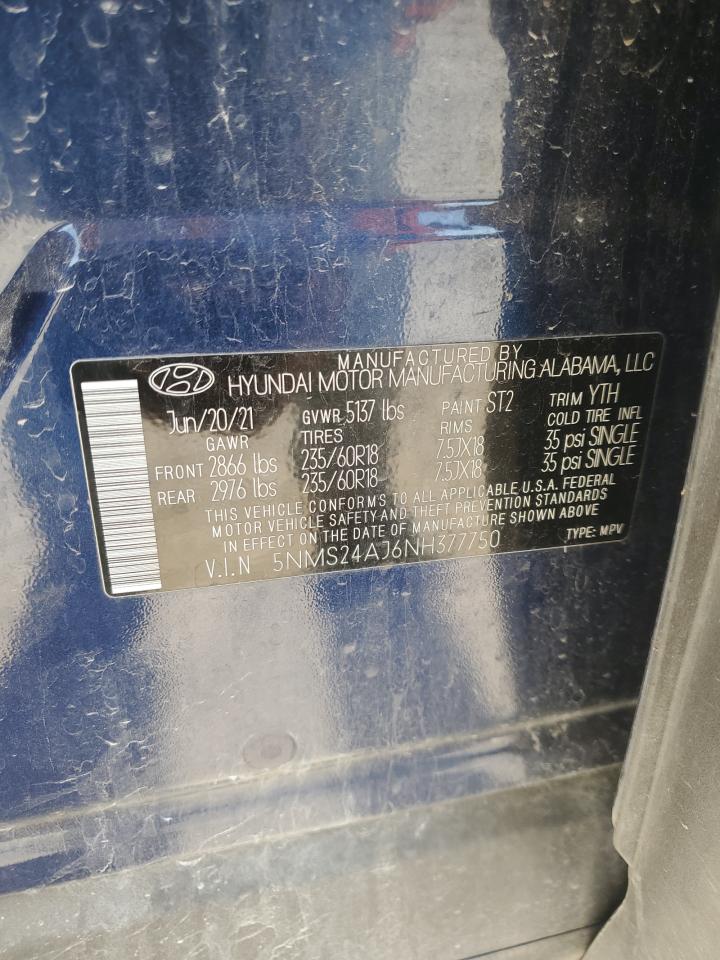 MANUFACTURED BY
HYUNDAI MOTOR MANUFACTURING ALABAMA, LLC
Jun/20/21 GVWR 5137 lbs PAINT ST2 TRIM YTH
GAWR TIRES RIMS COLD TIRE INFL
FRONT 2866 lbs 235/60R18 7.5JX18 35 psi SINGLE
REAR 2976 lbs 235/60R18 7.5JX18 35 psi SINGLE
THIS VEHICLE CONFORMS TO ALL APPLICABLE U.S.A. FEDERAL
MOTOR VEHICLE SAFETY AND THEFT PREVENTION STANDARDS
IN EFFECT ON THE DATE OF MANUFACTURE SHOWN ABOVE
V.I.N 5NMS24AJ6NH377750 TYPE: MPV